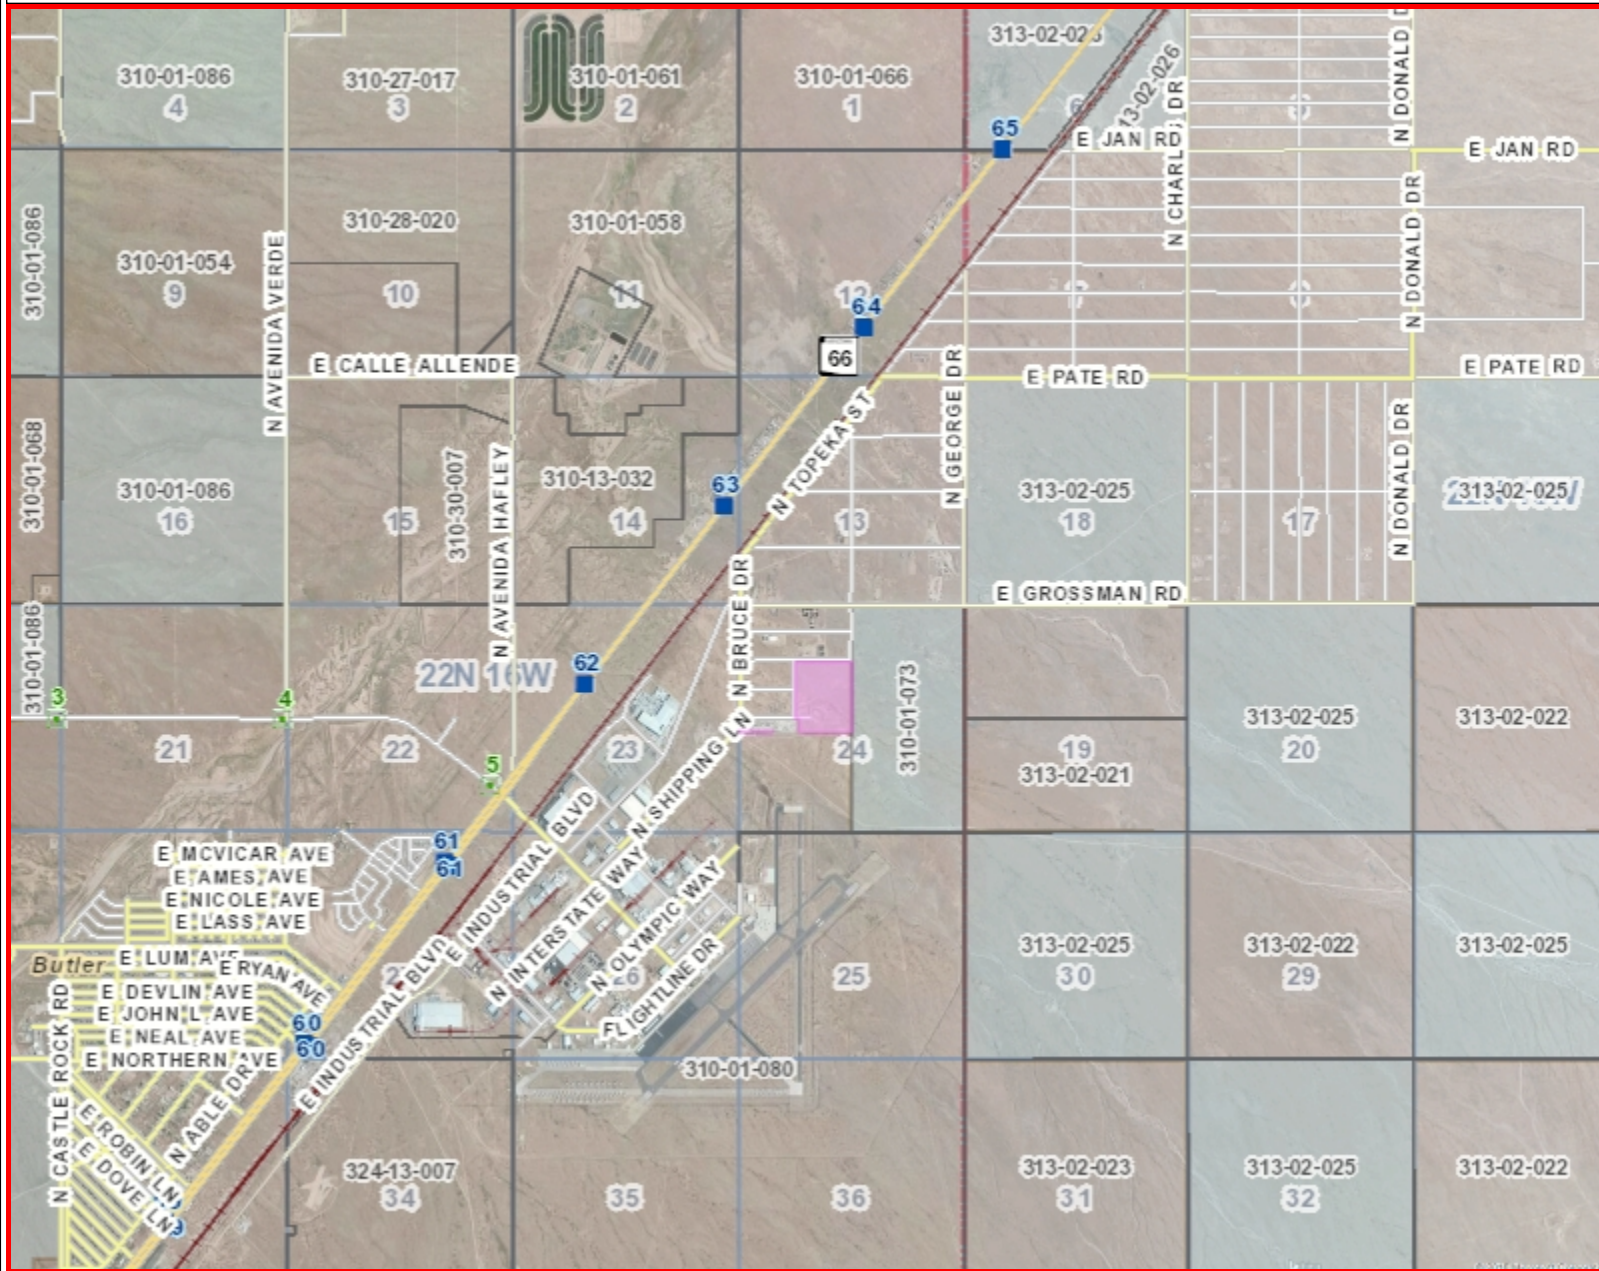 313-02-026
N DONALD D
310-01-086
4
310-27-017
3
310-01-061
2
310-01-066
1
13-02-026
6
65
E JAN RD
E JAN RD
N CHARL DR
N DONALD DR
310-01-086
310-28-020
310-01-058
310-01-054
9
10
11
12
7
64
66
N AVENIDA VERDE
E CALLE ALLENDE
N GEORGE DR
E PATE RD
E PATE RD
310-01-068
310-01-086
16
15
310-30-007
N AVENIDA HAFLEY
310-13-032
14
63
N TOPEKA ST
13
313-02-025
18
17
N DONALD DR
313-02-025
E GROSSMAN RD
310-01-086
22N 16W
62
N BRUCE DR
3
4
21
22
5
23
N SHIPPING LN
24
310-01-073
19
313-02-021
313-02-025
20
313-02-022
61
61
E MCVICAR AVE
E AMES AVE
E NICOLE AVE
E LASS AVE
E INDUSTRIAL BLVD
N INTERSTATE WAY
N OLYMPIC WAY
FLIGHTLINE DR
Butler
E LUM AVE
E RYAN AVE
E DEVLIN AVE
E JOHN L AVE
E NEAL AVE
E NORTHERN AVE
60
60
26
25
313-02-025
30
313-02-022
29
313-02-025
E INDUSTRIAL BLVD
N CASTLE ROCK RD
N ABLE DR
E ROBIN LN
E DOVE LN
310-01-080
324-13-007
34
35
36
313-02-023
31
313-02-025
32
313-02-022